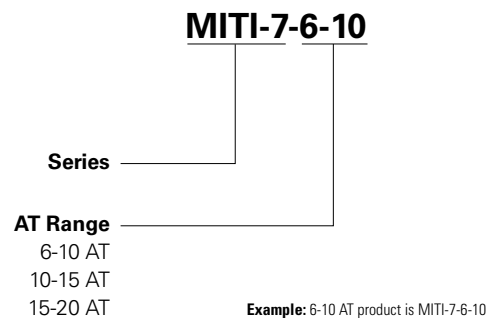 MITI-7-6-10
Series
AT Range
6-10 AT
10-15 AT
15-20 AT
Example: 6-10 AT product is MITI-7-6-10